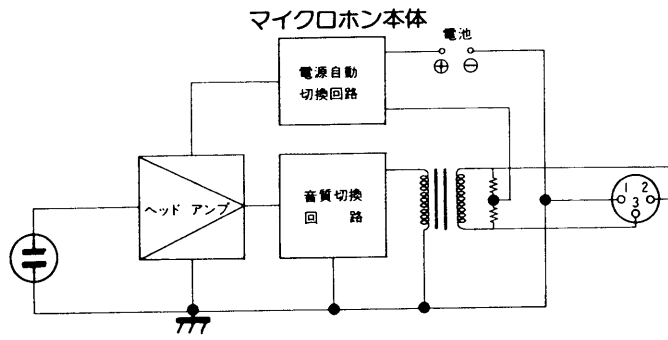 マイクロホン本体
電池
⊕ ⊖
電源自動
切換回路
ヘッド アンプ
音質切換
回 路
1 2
3